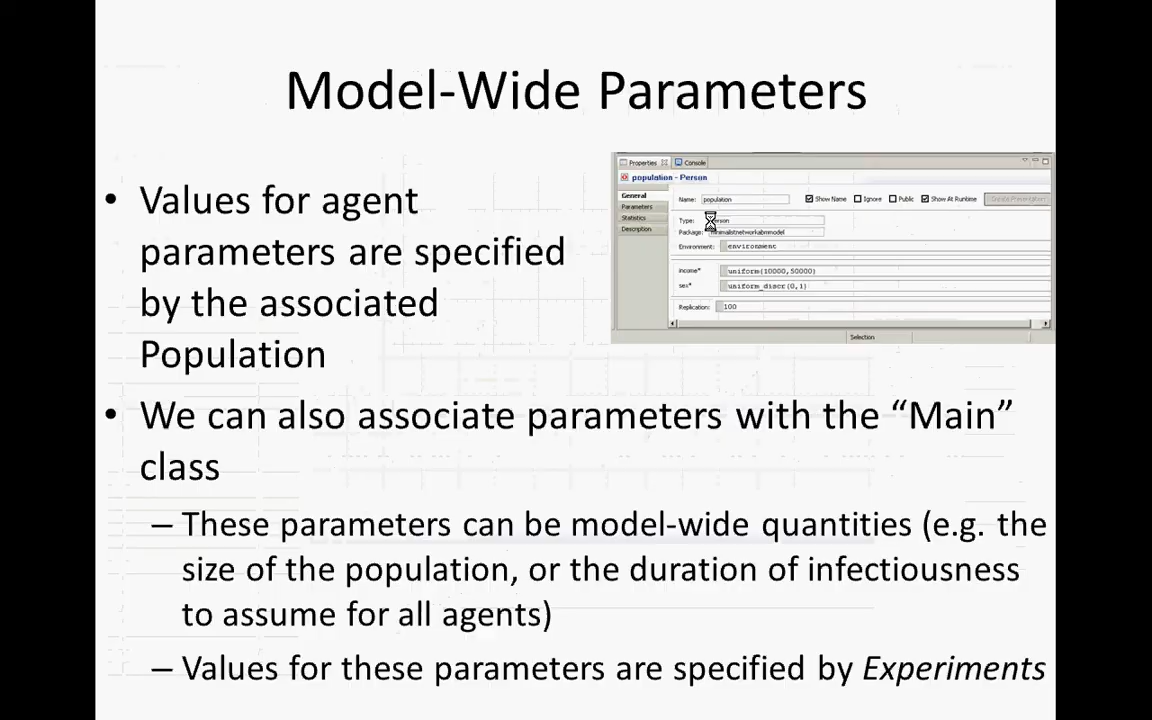 Model-Wide Parameters
• Values for agent
parameters are specified
by the associated
Population
Properties Console
population - Person
General
Parameters
Statistics
Description
Name: population Show Name Ignore Public Show At Runtime
Type:
Package: minimalistnetworkabmmodel
Environment: environment
income* uniform(10000,50000)
sex* uniform_discr(0,1)
Replication: 100
Selection
• We can also associate parameters with the “Main”
class
– These parameters can be model-wide quantities (e.g. the
size of the population, or the duration of infectiousness
to assume for all agents)
– Values for these parameters are specified by Experiments